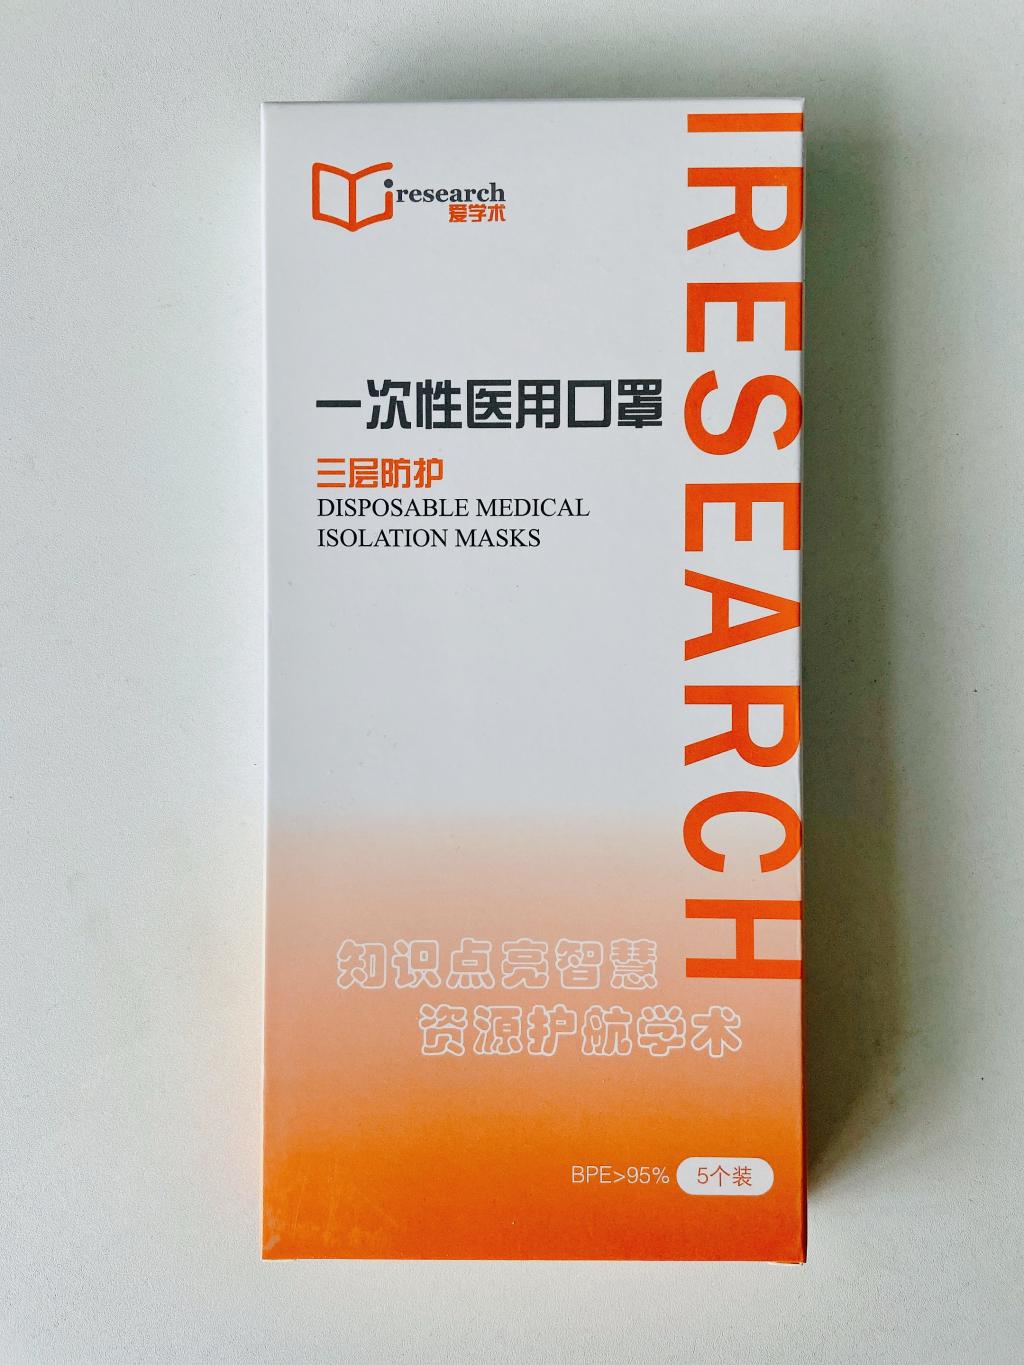 iresearch
爱学术
IRESEARCH
一次性医用口罩
三层防护
DISPOSABLE MEDICAL
ISOLATION MASKS
知识点亮智慧
资源护航学术
BPE>95%
5个装